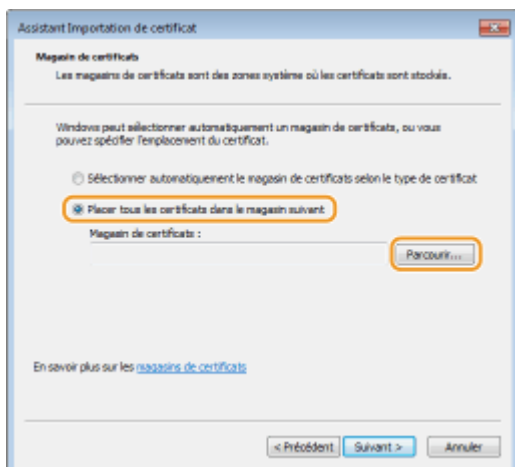 Assistant Importation de certificat
Magasin de certificats
Les magasins de certificats sont des zones système où les certificats sont stockés.
Windows peut sélectionner automatiquement un magasin de certificats, ou vous
pouvez spécifier l'emplacement du certificat.
Sélectionner automatiquement le magasin de certificats selon le type de certificat
Placer tous les certificats dans le magasin suivant
Magasin de certificats :
Parcourir...
En savoir plus sur les magasins de certificats
< Précédent Suivant > Annuler